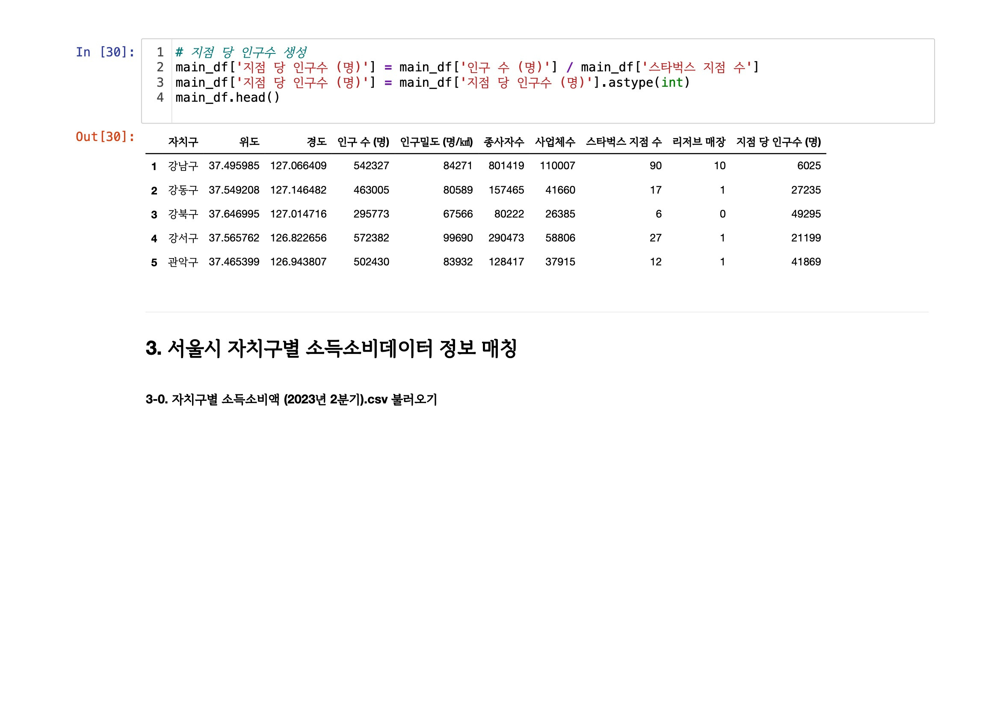 In [30]:
1 # 지점 당 인구수 생성
2 main_df['지점 당 인구수 (명)'] = main_df['인구 수 (명)'] / main_df['스타벅스 지점 수']
3 main_df['지점 당 인구수 (명)'] = main_df['지점 당 인구수 (명)'].astype(int)
4 main_df.head()
Out[30]:
자치구 위도 경도 인구 수 (명) 인구밀도 (명/㎢) 종사자수 사업체수 스타벅스 지점 수 리저브 매장 지점 당 인구수 (명)
1 강남구 37.495985 127.066409 542327 84271 801419 110007 90 10 6025
2 강동구 37.549208 127.146482 463005 80589 157465 41660 17 1 27235
3 강북구 37.646995 127.014716 295773 67566 80222 26385 6 0 49295
4 강서구 37.565762 126.822656 572382 99690 290473 58806 27 1 21199
5 관악구 37.465399 126.943807 502430 83932 128417 37915 12 1 41869
3. 서울시 자치구별 소득소비데이터 정보 매칭
3-0. 자치구별 소득소비액 (2023년 2분기).csv 불러오기